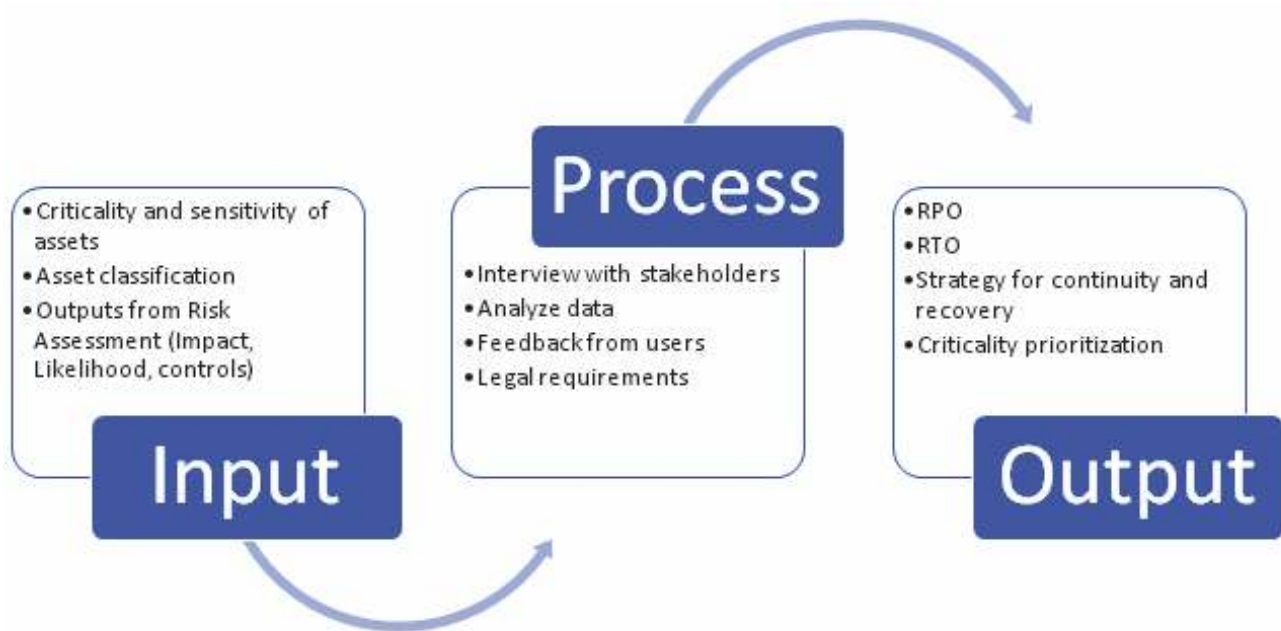 • Criticality and sensitivity of
assets
• Asset classification
• Outputs from Risk
Assessment (Impact,
Likelihood, controls)
Input
Process
• Interview with stakeholders
• Analyze data
• Feedback from users
• Legal requirements
• RPO
• RTO
• Strategy for continuity and
recovery
• Criticality prioritization
Output